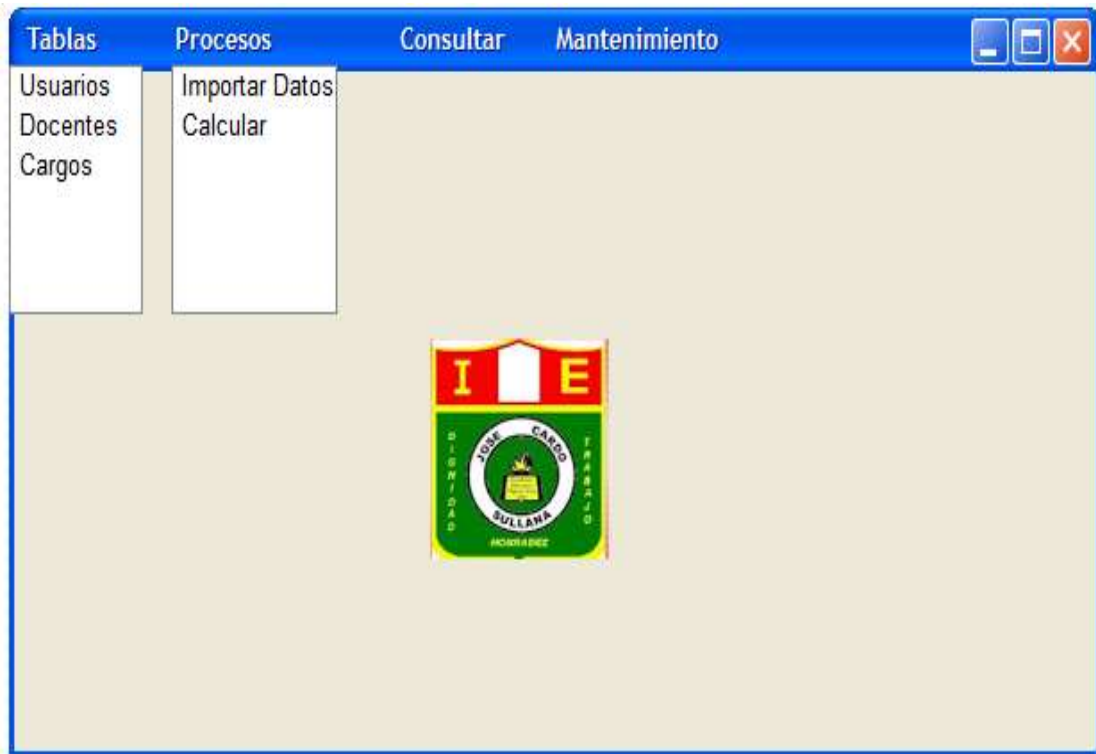 Tablas Procesos Consultar Mantenimiento
Usuarios
Docentes
Cargos
Importar Datos
Calcular
I E
JOSE CARDO
SULLANA
DIGNIDAD
TRABAJO
HONRADEZ